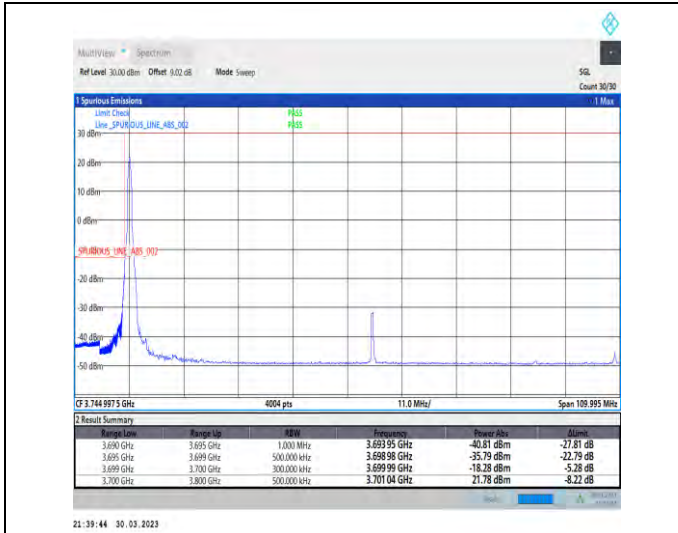 MultiView Spectrum
Ref Level 30.00 dBm Offset 9.02 dB Mode Sweep SGL
Count 30/30
1 Spurious Emissions 1 Max
Limit Check PASS
Line _SPURIOUS_LINE_ABS_002 PASS
30 dBm
20 dBm
10 dBm
0 dBm
_SPURIOUS_LINE_ABS_002
-20 dBm
-30 dBm
-40 dBm
-50 dBm
CF 3.744 997 5 GHz 4004 pts 11.0 MHz/ Span 109.995 MHz
2 Result Summary
Range Low Range Up RBW Frequency Power Abs ΔLimit
3.690 GHz 3.695 GHz 1.000 MHz 3.693 95 GHz -40.81 dBm -27.81 dB
3.695 GHz 3.699 GHz 500.000 kHz 3.698 98 GHz -35.79 dBm -22.79 dB
3.699 GHz 3.700 GHz 300.000 kHz 3.699 99 GHz -18.28 dBm -5.28 dB
3.700 GHz 3.800 GHz 500.000 kHz 3.701 04 GHz 21.78 dBm -8.22 dB
21:39:44 30.03.2023